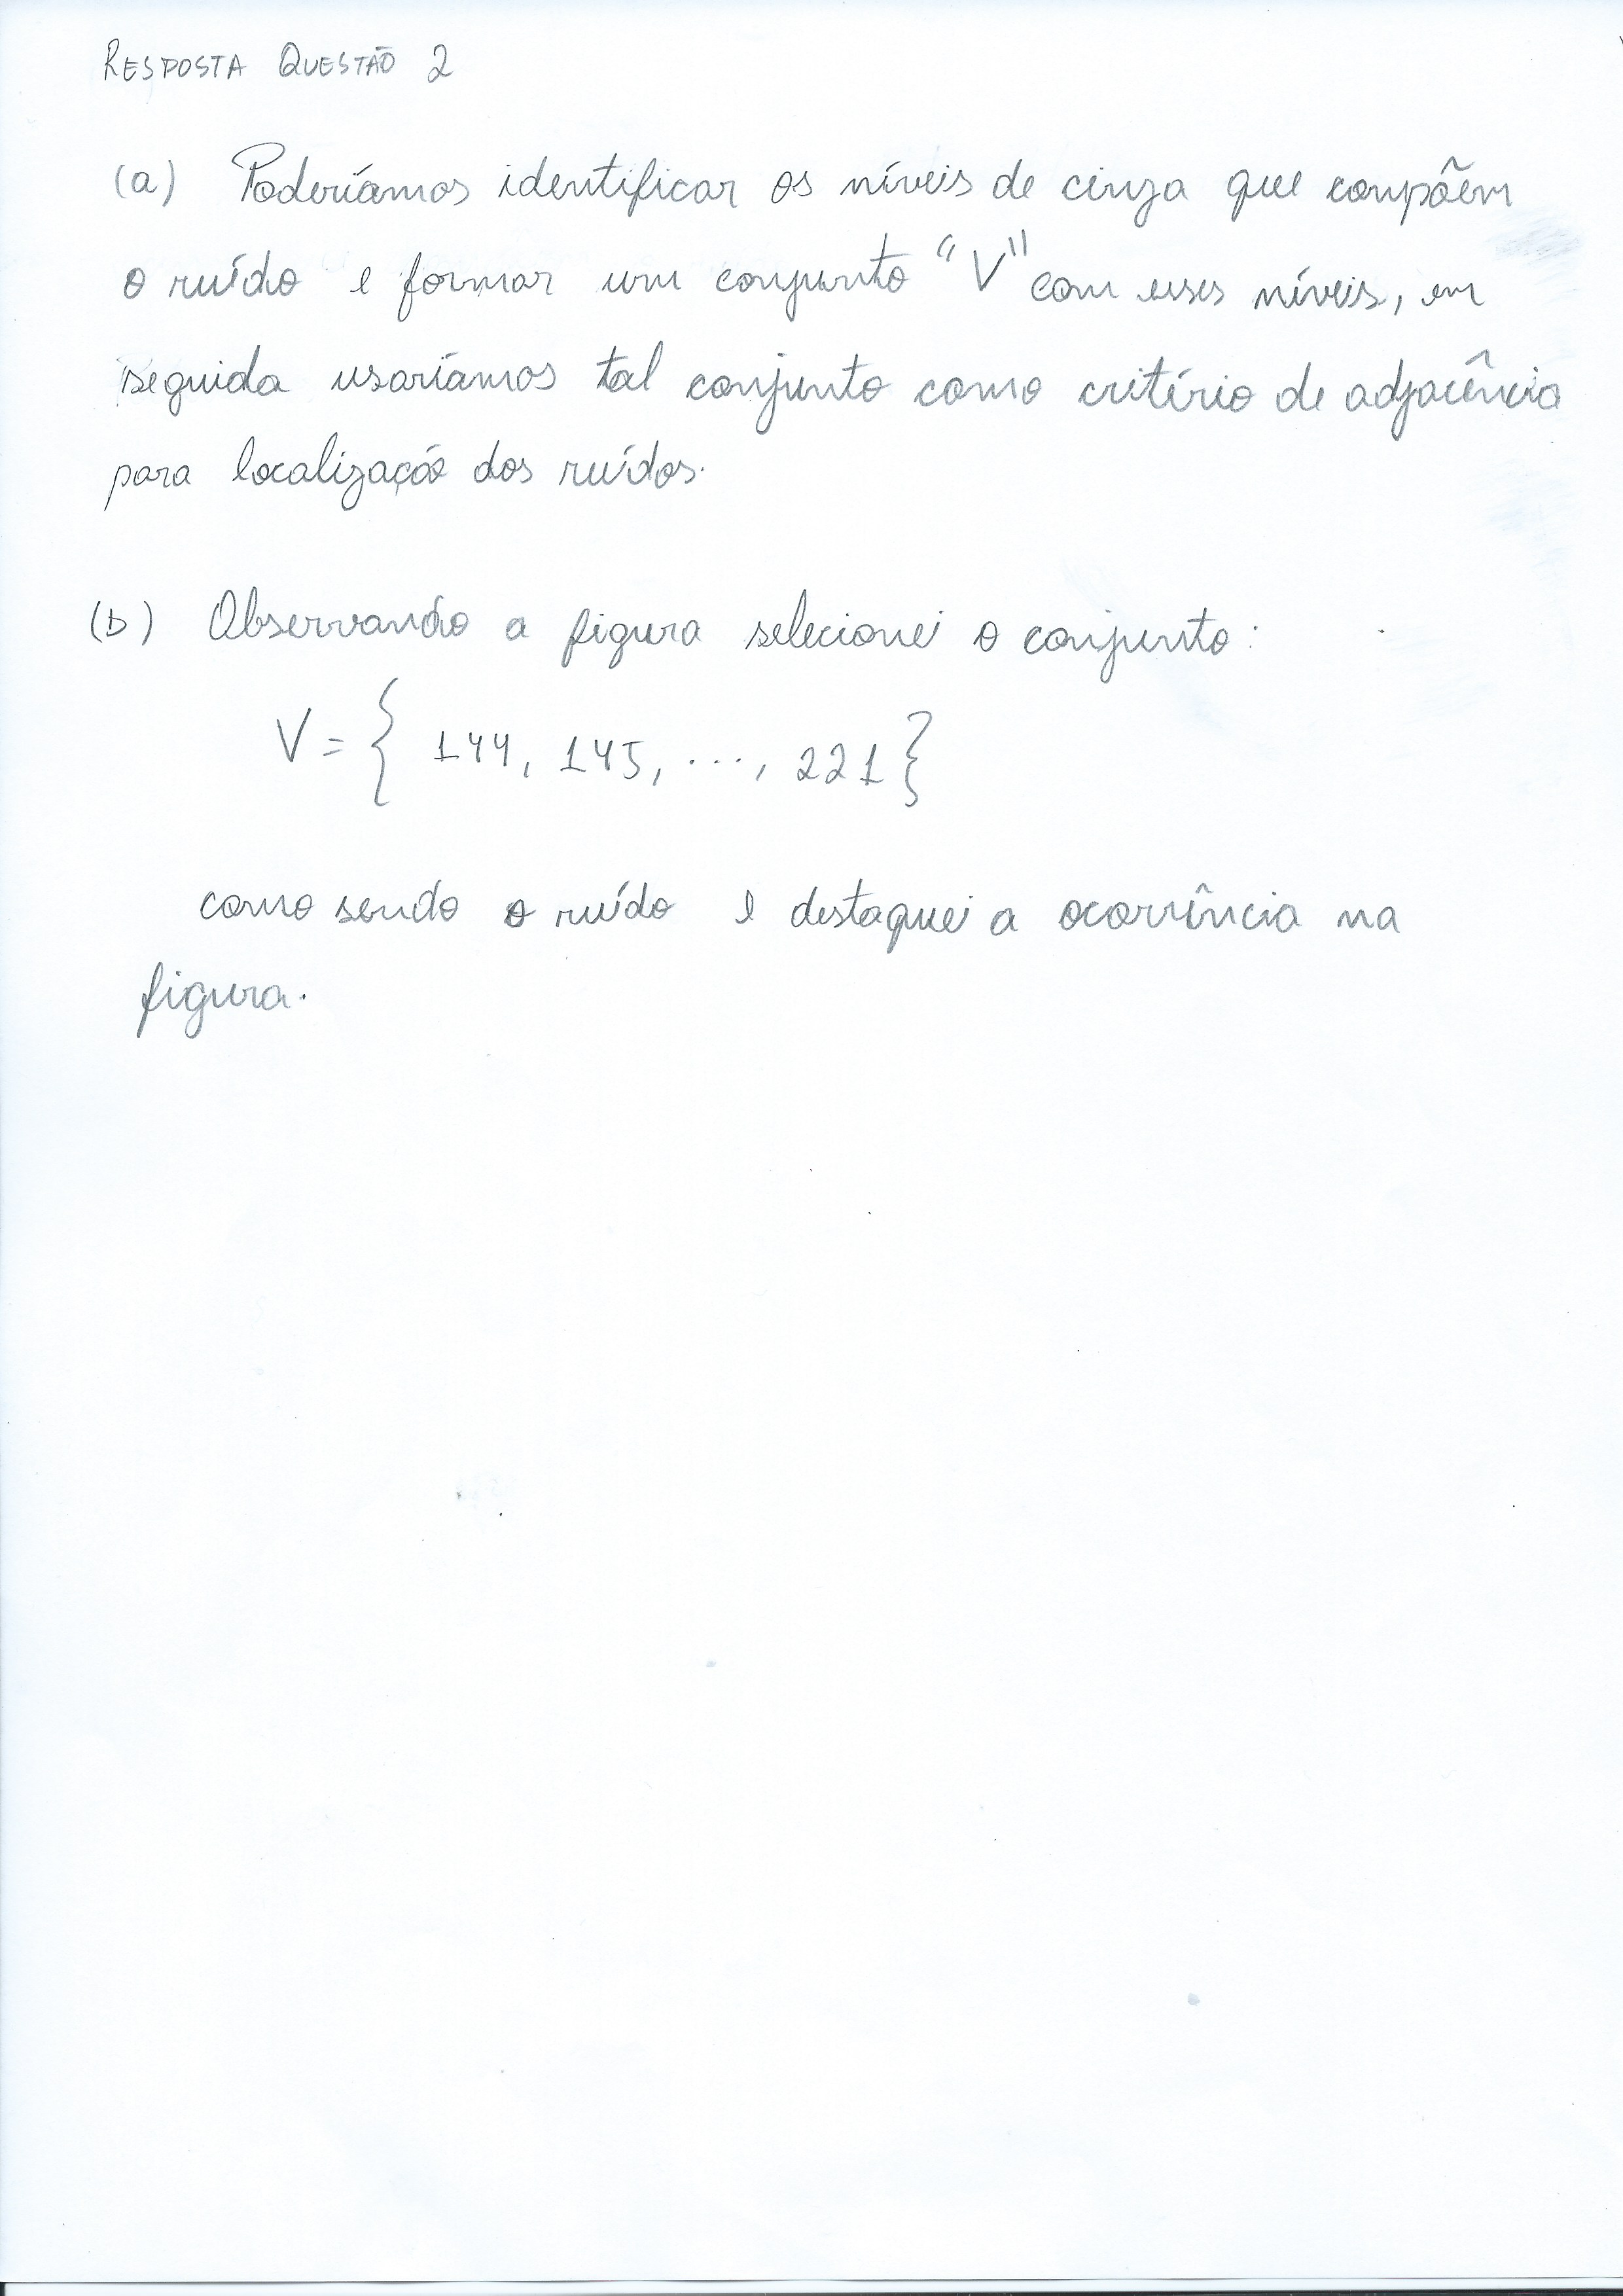 RESPOSTA QUESTÃO 2
(a) Poderíamos identificar os níveis de cinza que compõem
o ruído e formar um conjunto "V" com esses níveis, em
seguida usaríamos tal conjunto como critério de adjacência
para localização dos ruídos.
(b) Observando a figura selecionei o conjunto:
V = { 144, 145, ..., 221}
como sendo o ruído e destaquei a ocorrência na
figura.